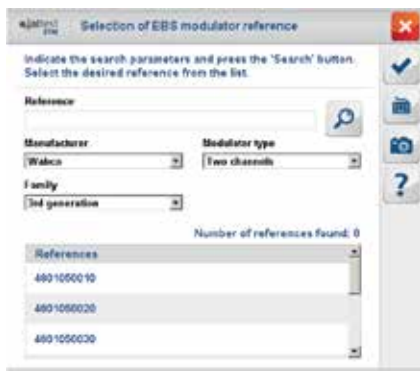 Selection of EBS modulator reference
Indicate the search parameters and press the 'Search' button.
Select the desired reference from the list.
Reference
Manufacturer Modulator type
Wabco Two channels
Family
3rd generation
Number of references found: 8
References
4801050010
4801050020
4801050030
?